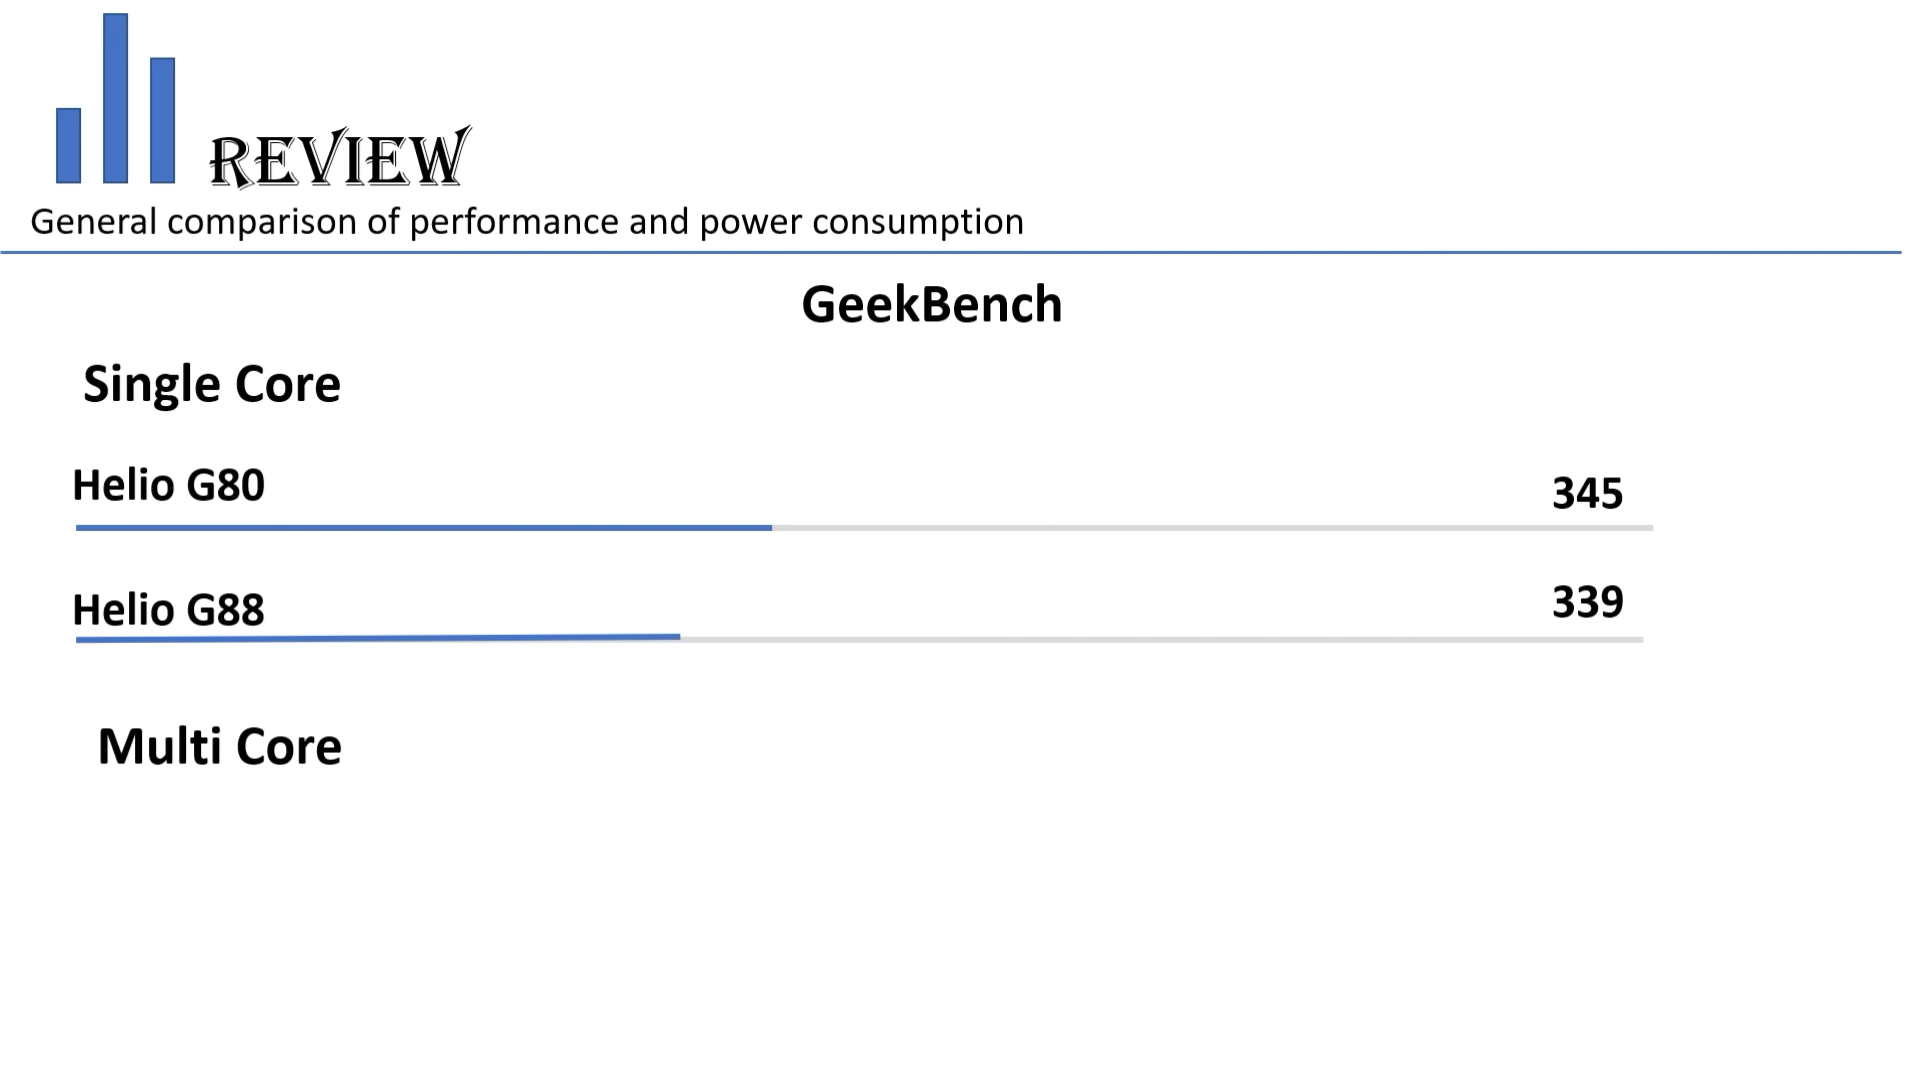 REVIEW
General comparison of performance and power consumption
GeekBench
Single Core
Helio G80
345
Helio G88
339
Multi Core